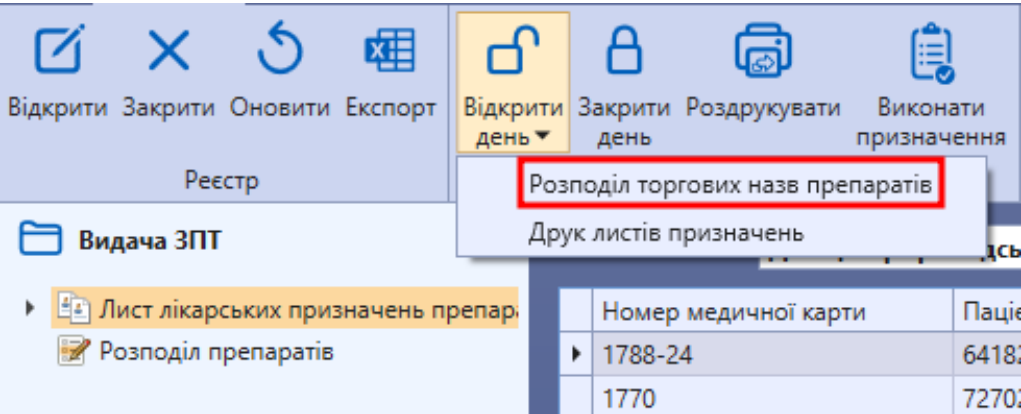 Відкрити Закрити Оновити Експорт
Відкрити день Закрити день Роздрукувати Виконати призначення
Реєстр
Розподіл торгових назв препаратів
Друк листів призначень
Видача ЗПТ
Лист лікарських призначень
Розподіл препаратів
Номер медичної карти
1788-24
1770